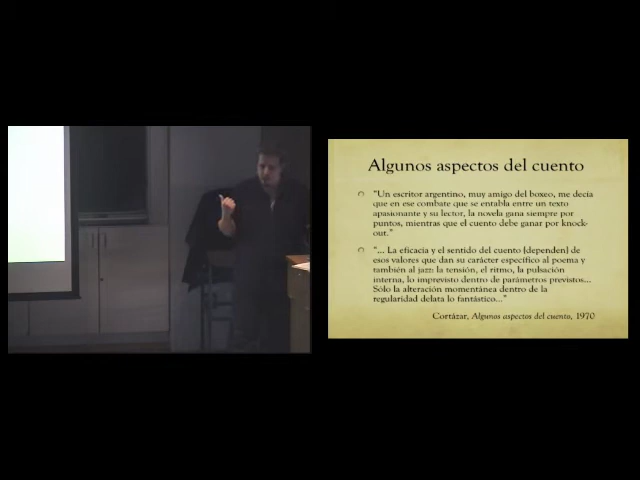 Algunos aspectos del cuento
"Un escritor argentino, muy amigo del boxeo, me decía
que en ese combate que se entabla entre un texto
apasionante y su lector, la novela gana siempre por
puntos, mientras que el cuento debe ganar por knock-
out."
"... La eficacia y el sentido del cuento [dependen] de
esos valores que dan su carácter específico al poema y
también al jazz: la tensión, el ritmo, la pulsación
interna, lo imprevisto dentro de parámetros previstos...
Sólo la alteración momentánea dentro de la
regularidad delata lo fantástico..."
Cortázar, Algunos aspectos del cuento, 1970